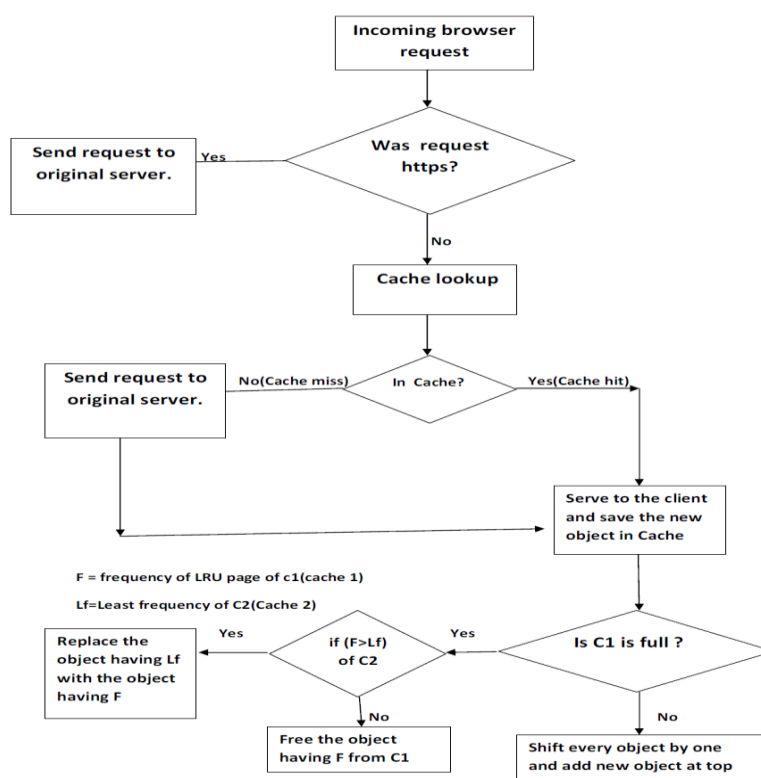 Incoming browser
request
Was request
https?
Yes
Send request to
original server.
No
Cache lookup
In Cache?
No(Cache miss)
Yes(Cache hit)
Send request to
original server.
Serve to the client
and save the new
object in Cache
F = frequency of LRU page of c1(cache 1)
Lf=Least frequency of C2(Cache 2)
Is C1 is full ?
Yes
if (F>Lf)
of C2
Yes
Replace the
object having Lf
with the object
having F
No
Free the object
having F from C1
No
Shift every object by one
and add new object at top